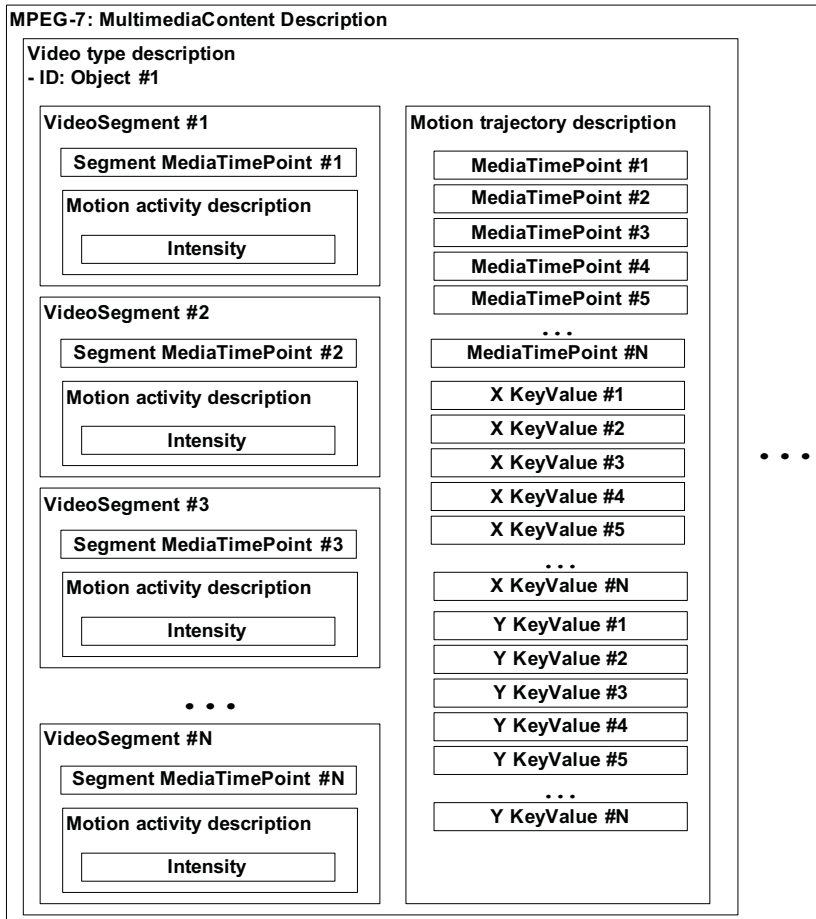 MPEG-7: MultimediaContent Description
Video type description
- ID: Object #1
VideoSegment #1
Segment MediaTimePoint #1
Motion activity description
Intensity
VideoSegment #2
Segment MediaTimePoint #2
Motion activity description
Intensity
VideoSegment #3
Segment MediaTimePoint #3
Motion activity description
Intensity
...
VideoSegment #N
Segment MediaTimePoint #N
Motion activity description
Intensity
Motion trajectory description
MediaTimePoint #1
MediaTimePoint #2
MediaTimePoint #3
MediaTimePoint #4
MediaTimePoint #5
...
MediaTimePoint #N
X KeyValue #1
X KeyValue #2
X KeyValue #3
X KeyValue #4
X KeyValue #5
...
X KeyValue #N
Y KeyValue #1
Y KeyValue #2
Y KeyValue #3
Y KeyValue #4
Y KeyValue #5
...
Y KeyValue #N
...